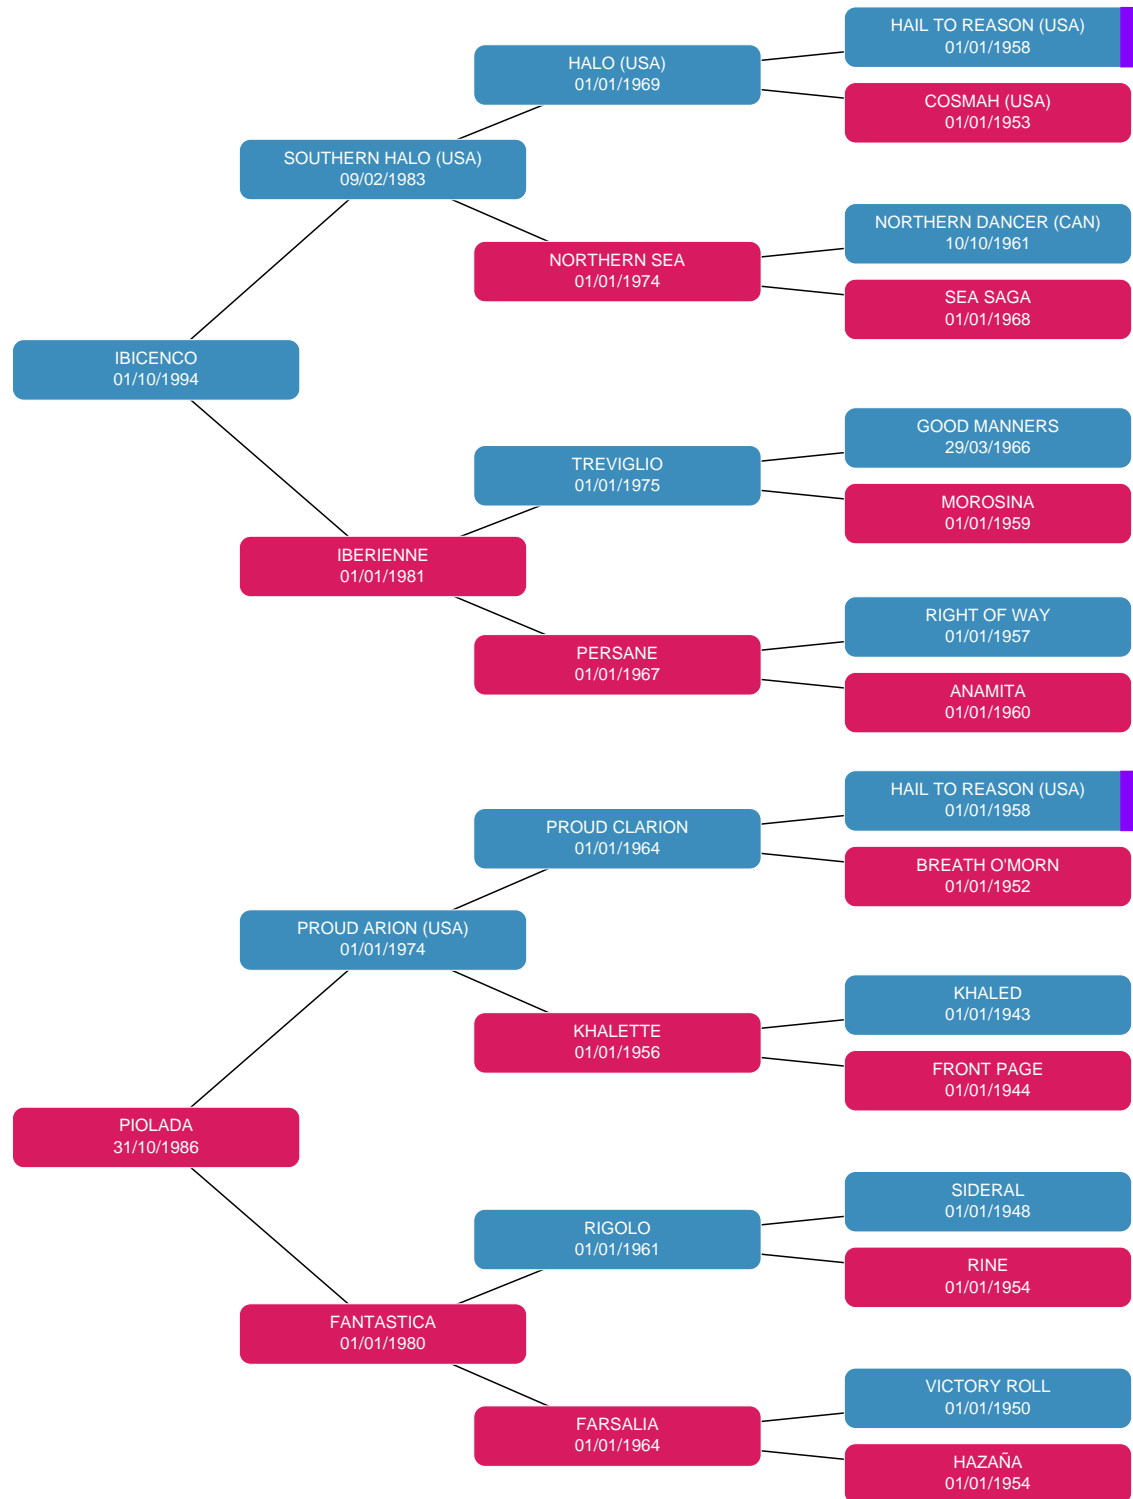 HAIL TO REASON (USA)
01/01/1958
HALO (USA)
01/01/1969
COSMAH (USA)
01/01/1953
SOUTHERN HALO (USA)
09/02/1983
NORTHERN DANCER (CAN)
10/10/1961
NORTHERN SEA
01/01/1974
SEA SAGA
01/01/1968
IBICENCO
01/10/1994
GOOD MANNERS
29/03/1966
TREVIGLIO
01/01/1975
MOROSINA
01/01/1959
IBERIENNE
01/01/1981
RIGHT OF WAY
01/01/1957
PERSANE
01/01/1967
ANAMITA
01/01/1960
HAIL TO REASON (USA)
01/01/1958
PROUD CLARION
01/01/1964
BREATH O'MORN
01/01/1952
PROUD ARION (USA)
01/01/1974
KHALED
01/01/1943
KHALETTE
01/01/1956
FRONT PAGE
01/01/1944
PIOLADA
31/10/1986
SIDERAL
01/01/1948
RIGOLO
01/01/1961
RINE
01/01/1954
FANTASTICA
01/01/1980
VICTORY ROLL
01/01/1950
FARSALIA
01/01/1964
HAZAÑA
01/01/1954